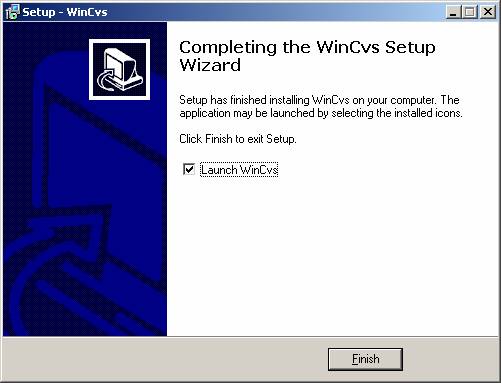 Setup - WinCvs
Completing the WinCvs Setup
Wizard
Setup has finished installing WinCvs on your computer. The
application may be launched by selecting the installed icons.
Click Finish to exit Setup.
Launch WinCvs
Finish